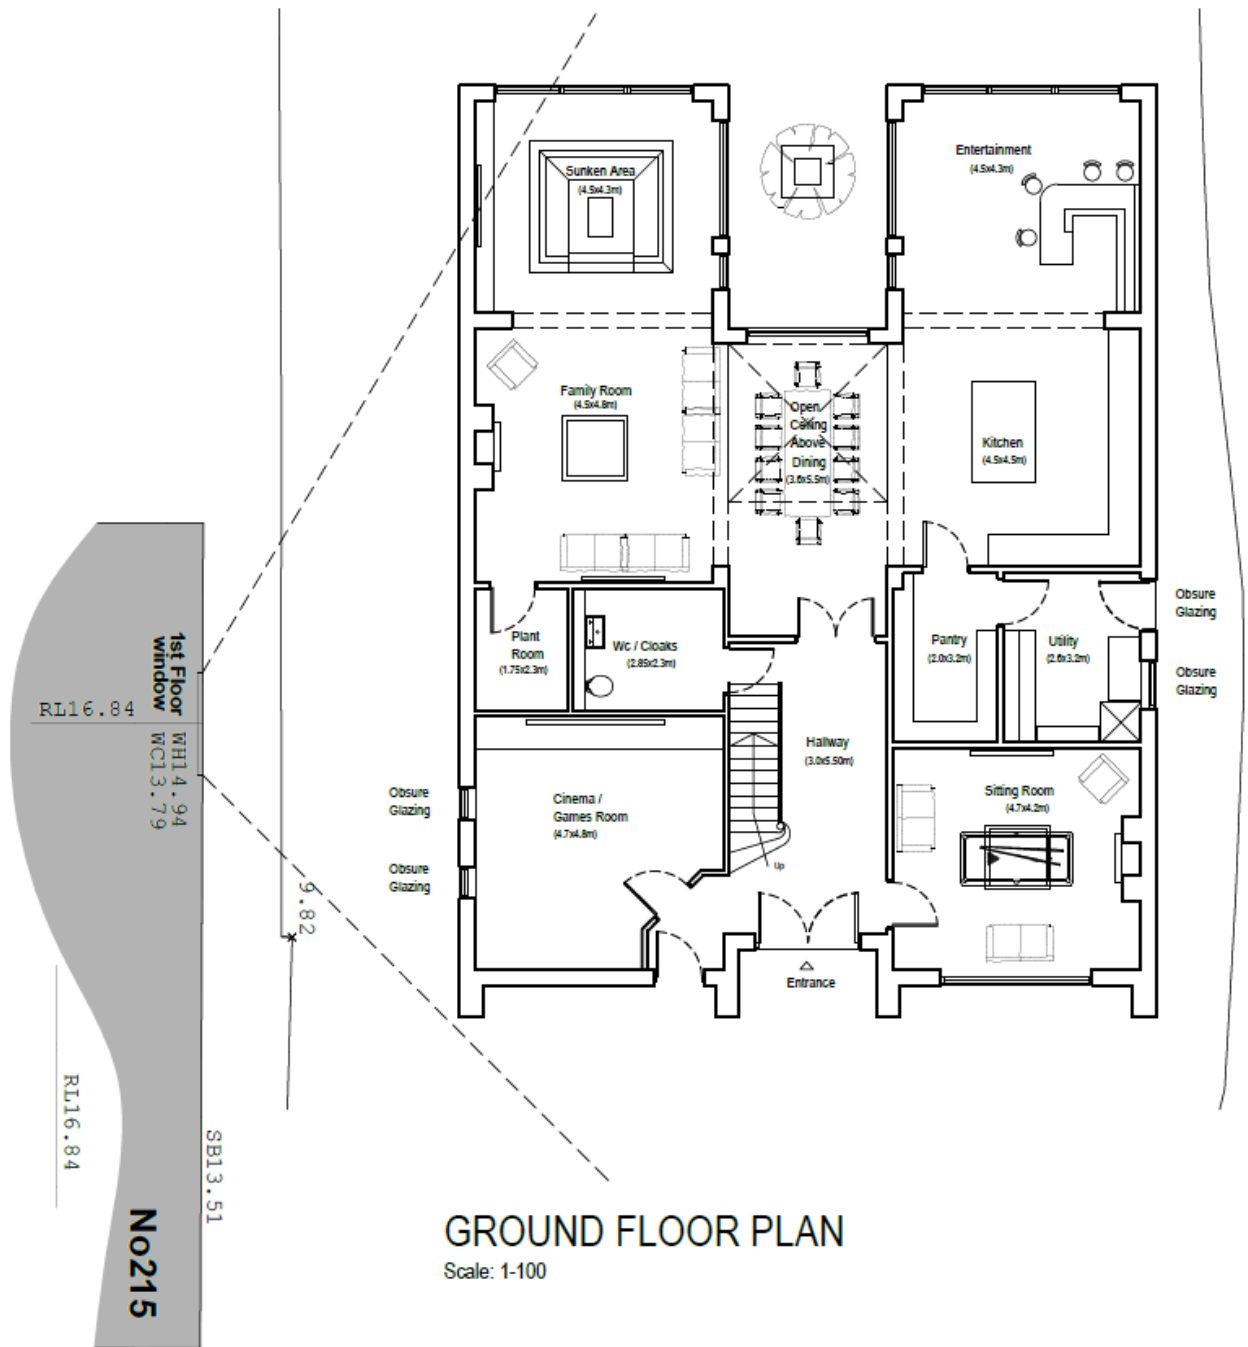 Sunken Area
(4.5x4.3m)
Entertainment
(4.5x4.3m)
Family Room
(4.5x4.8m)
Open
Ceiling
Above
Dining
(3.6x5.5m)
Kitchen
(4.5x4.5m)
Obsure
Glazing
Plant
Room
(1.75x2.3m)
Wc / Cloaks
(2.85x2.3m)
Pantry
(2.0x3.2m)
Utility
(2.6x3.2m)
Obsure
Glazing
1st Floor
window
RL16.84
WH14.94
WC13.79
Hallway
(3.0x5.50m)
Obsure
Glazing
Cinema /
Games Room
(4.7x4.8m)
Sitting Room
(4.7x4.2m)
Up
Obsure
Glazing
9.82
Entrance
RL16.84
SB13.51
No215
GROUND FLOOR PLAN
Scale: 1-100